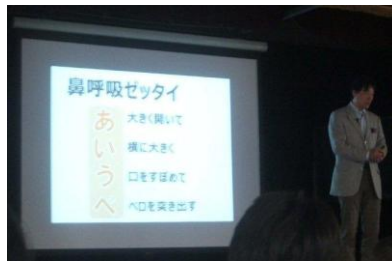 鼻呼吸ゼッタイ
あ 大きく開いて
い 横に大きく
う 口をすぼめて
べ ベロを突き出す